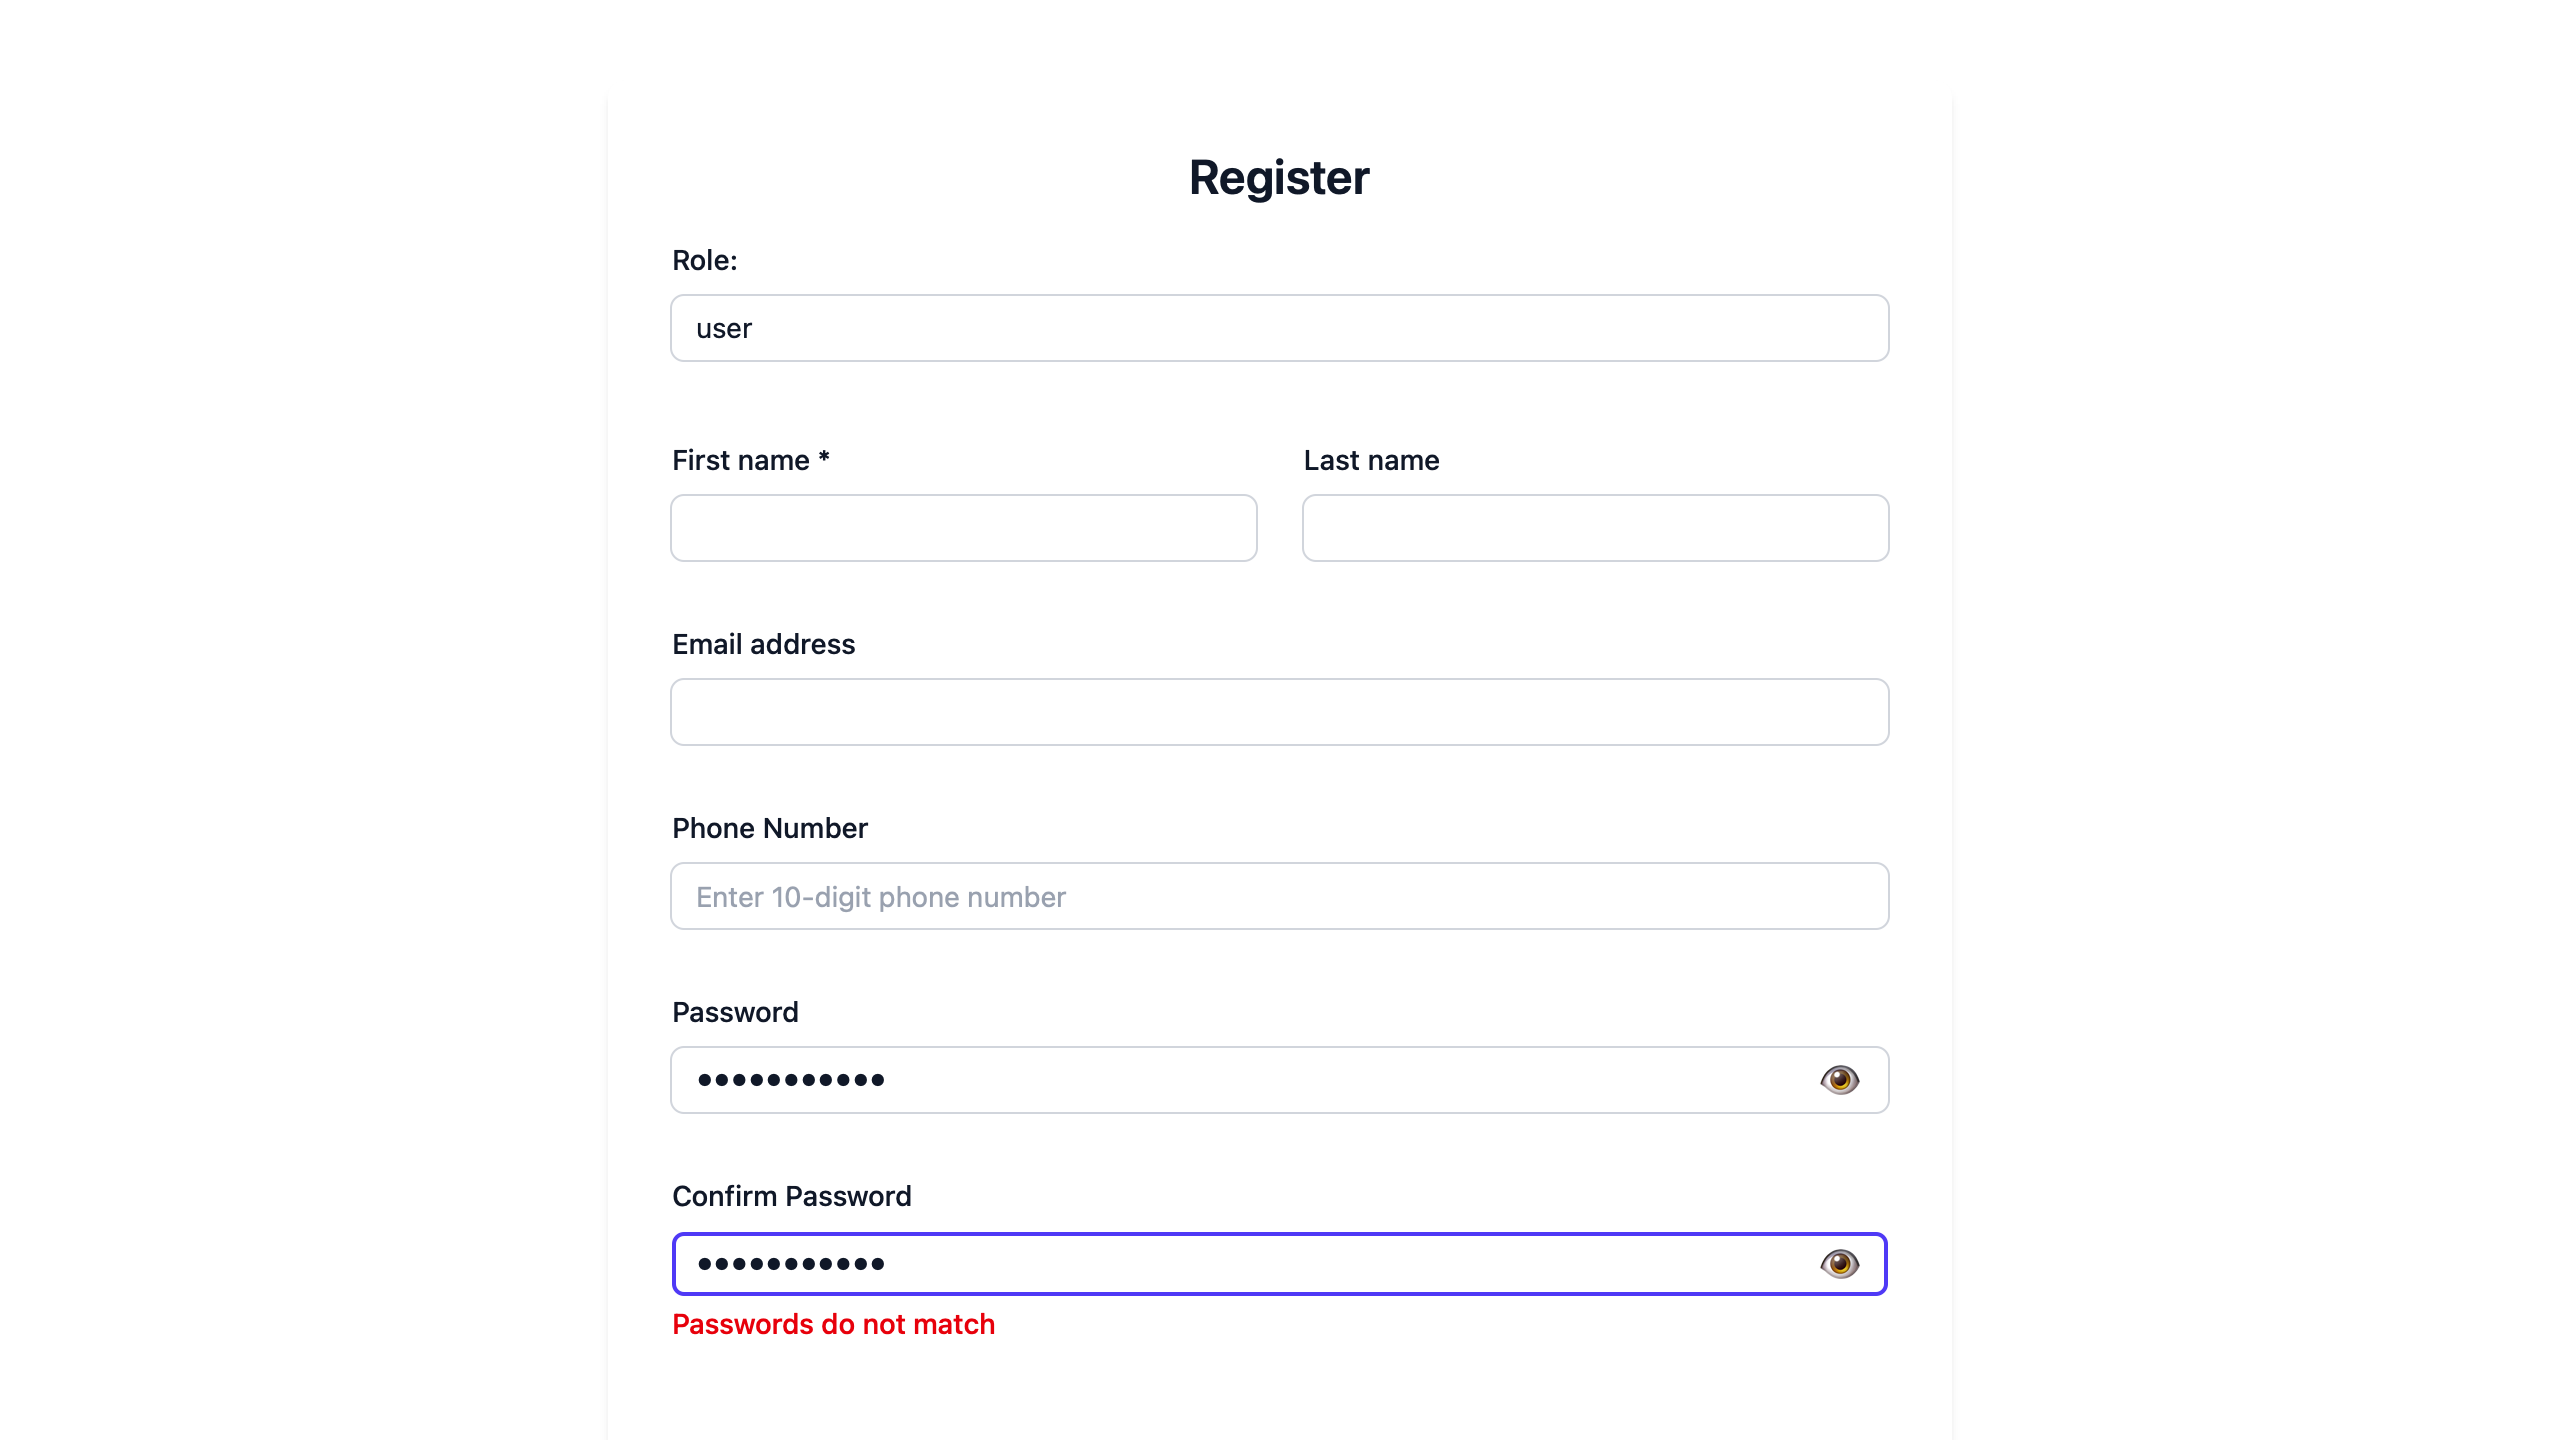 Register
Role:
user
First name *
Last name
Email address
Phone Number
Enter 10-digit phone number
Password
•••••••••••
Confirm Password
•••••••••••
Passwords do not match